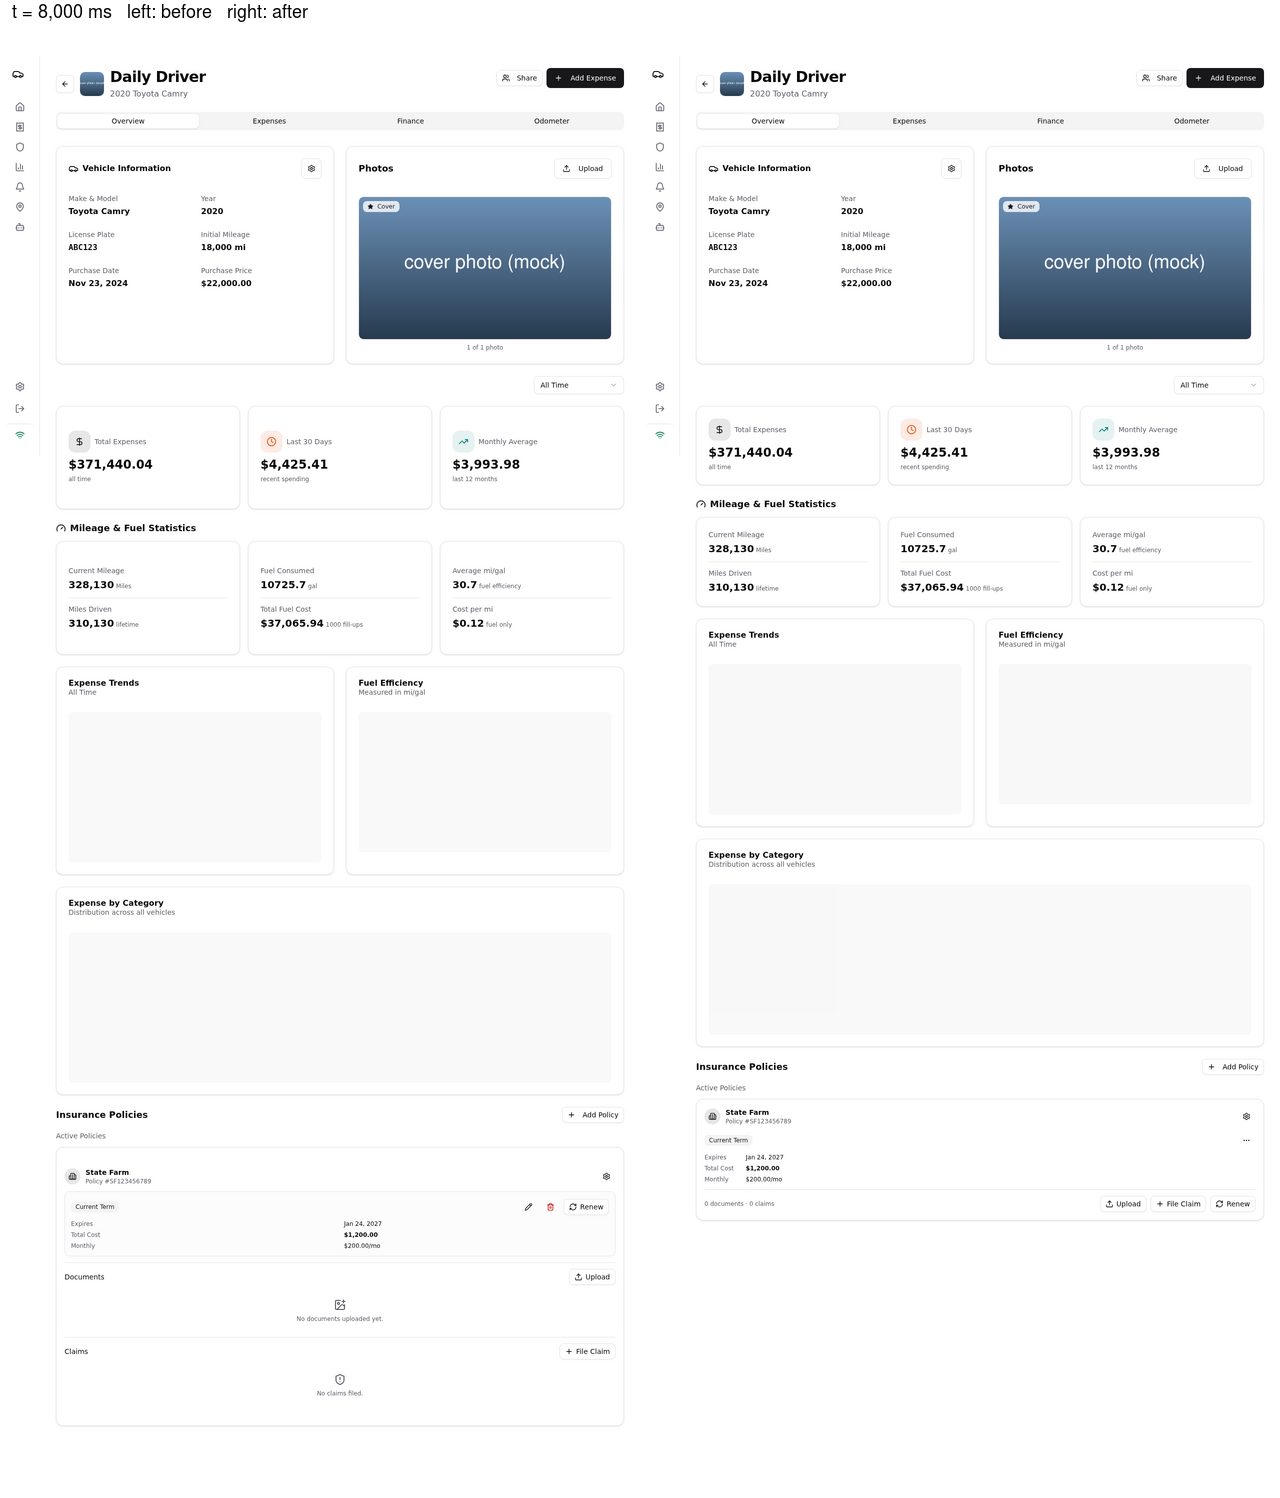 t = 8,000 ms   left: before   right: after
Daily Driver
2020 Toyota Camry
Share
Add Expense
Overview
Expenses
Finance
Odometer
Vehicle Information
Make & Model
Year
Toyota Camry
2020
License Plate
Initial Mileage
ABC123
18,000 mi
Purchase Date
Purchase Price
Nov 23, 2024
$22,000.00
Photos
Upload
Cover
cover photo (mock)
1 of 1 photo
All Time
Total Expenses
$371,440.04
all time
Last 30 Days
$4,425.41
recent spending
Monthly Average
$3,993.98
last 12 months
Mileage & Fuel Statistics
Current Mileage
328,130 Miles
Miles Driven
310,130 lifetime
Fuel Consumed
10725.7 gal
Total Fuel Cost
$37,065.94 1000 fill-ups
Average mi/gal
30.7 fuel efficiency
Cost per mi
$0.12 fuel only
Expense Trends
All Time
Fuel Efficiency
Measured in mi/gal
Expense by Category
Distribution across all vehicles
Insurance Policies
Add Policy
Active Policies
State Farm
Policy #SF123456789
Current Term
Renew
Expires
Jan 24, 2027
Total Cost
$1,200.00
Monthly
$200.00/mo
Documents
Upload
No documents uploaded yet.
Claims
File Claim
No claims filed.
Daily Driver
2020 Toyota Camry
Share
Add Expense
Overview
Expenses
Finance
Odometer
Vehicle Information
Make & Model
Year
Toyota Camry
2020
License Plate
Initial Mileage
ABC123
18,000 mi
Purchase Date
Purchase Price
Nov 23, 2024
$22,000.00
Photos
Upload
Cover
cover photo (mock)
1 of 1 photo
All Time
Total Expenses
$371,440.04
all time
Last 30 Days
$4,425.41
recent spending
Monthly Average
$3,993.98
last 12 months
Mileage & Fuel Statistics
Current Mileage
328,130 Miles
Miles Driven
310,130 lifetime
Fuel Consumed
10725.7 gal
Total Fuel Cost
$37,065.94 1000 fill-ups
Average mi/gal
30.7 fuel efficiency
Cost per mi
$0.12 fuel only
Expense Trends
All Time
Fuel Efficiency
Measured in mi/gal
Expense by Category
Distribution across all vehicles
Insurance Policies
Add Policy
Active Policies
State Farm
Policy #SF123456789
Current Term
Expires
Jan 24, 2027
Total Cost
$1,200.00
Monthly
$200.00/mo
0 documents · 0 claims
Upload
File Claim
Renew